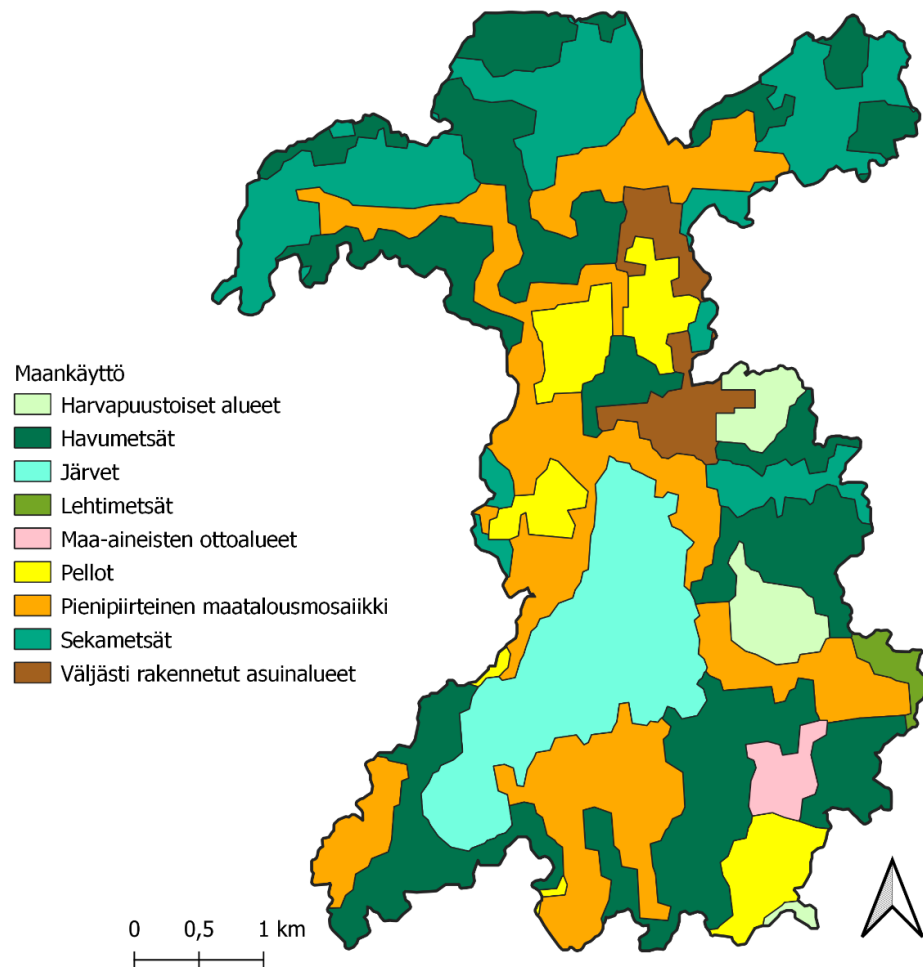 Maankäyttö
Harvapuustoiset alueet
Havumetsät
Järvet
Lehtimetsät
Maa-aineisten ottoalueet
Pellot
Pienipiirteinen maatalousmosaiikki
Sekametsät
Väljästi rakennetut asuinalueet
0 0,5 1 km